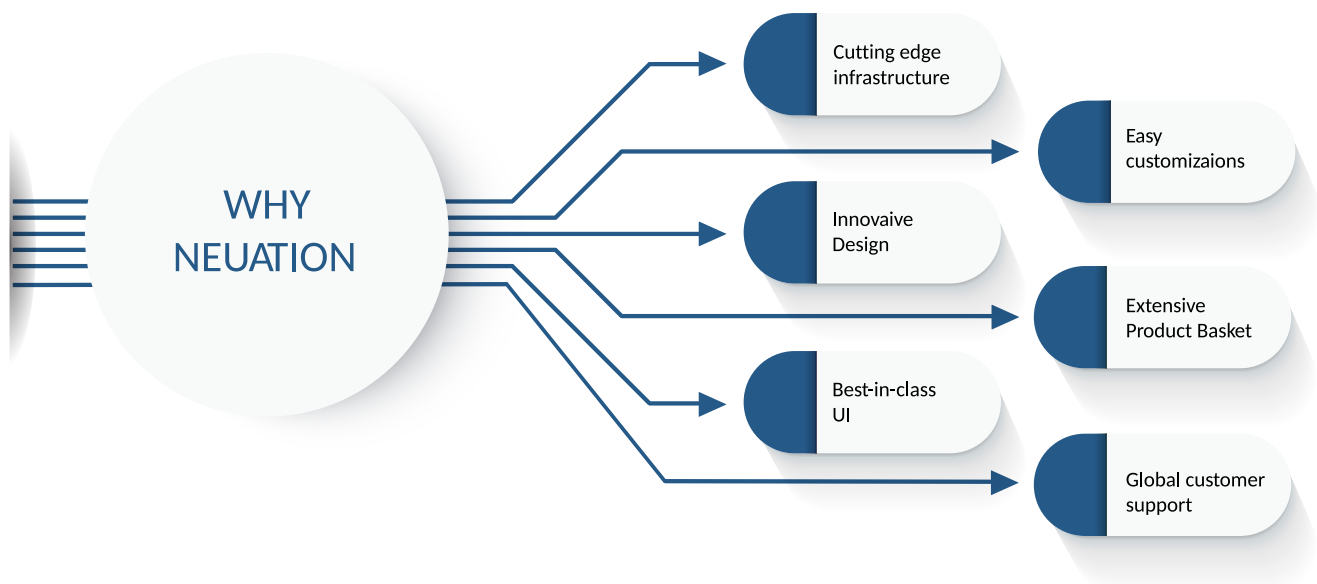 WHY
NEUATION
Cutting edge
infrastructure
Easy
customizaions
Innovaive
Design
Extensive
Product Basket
Best-in-class
UI
Global customer
support